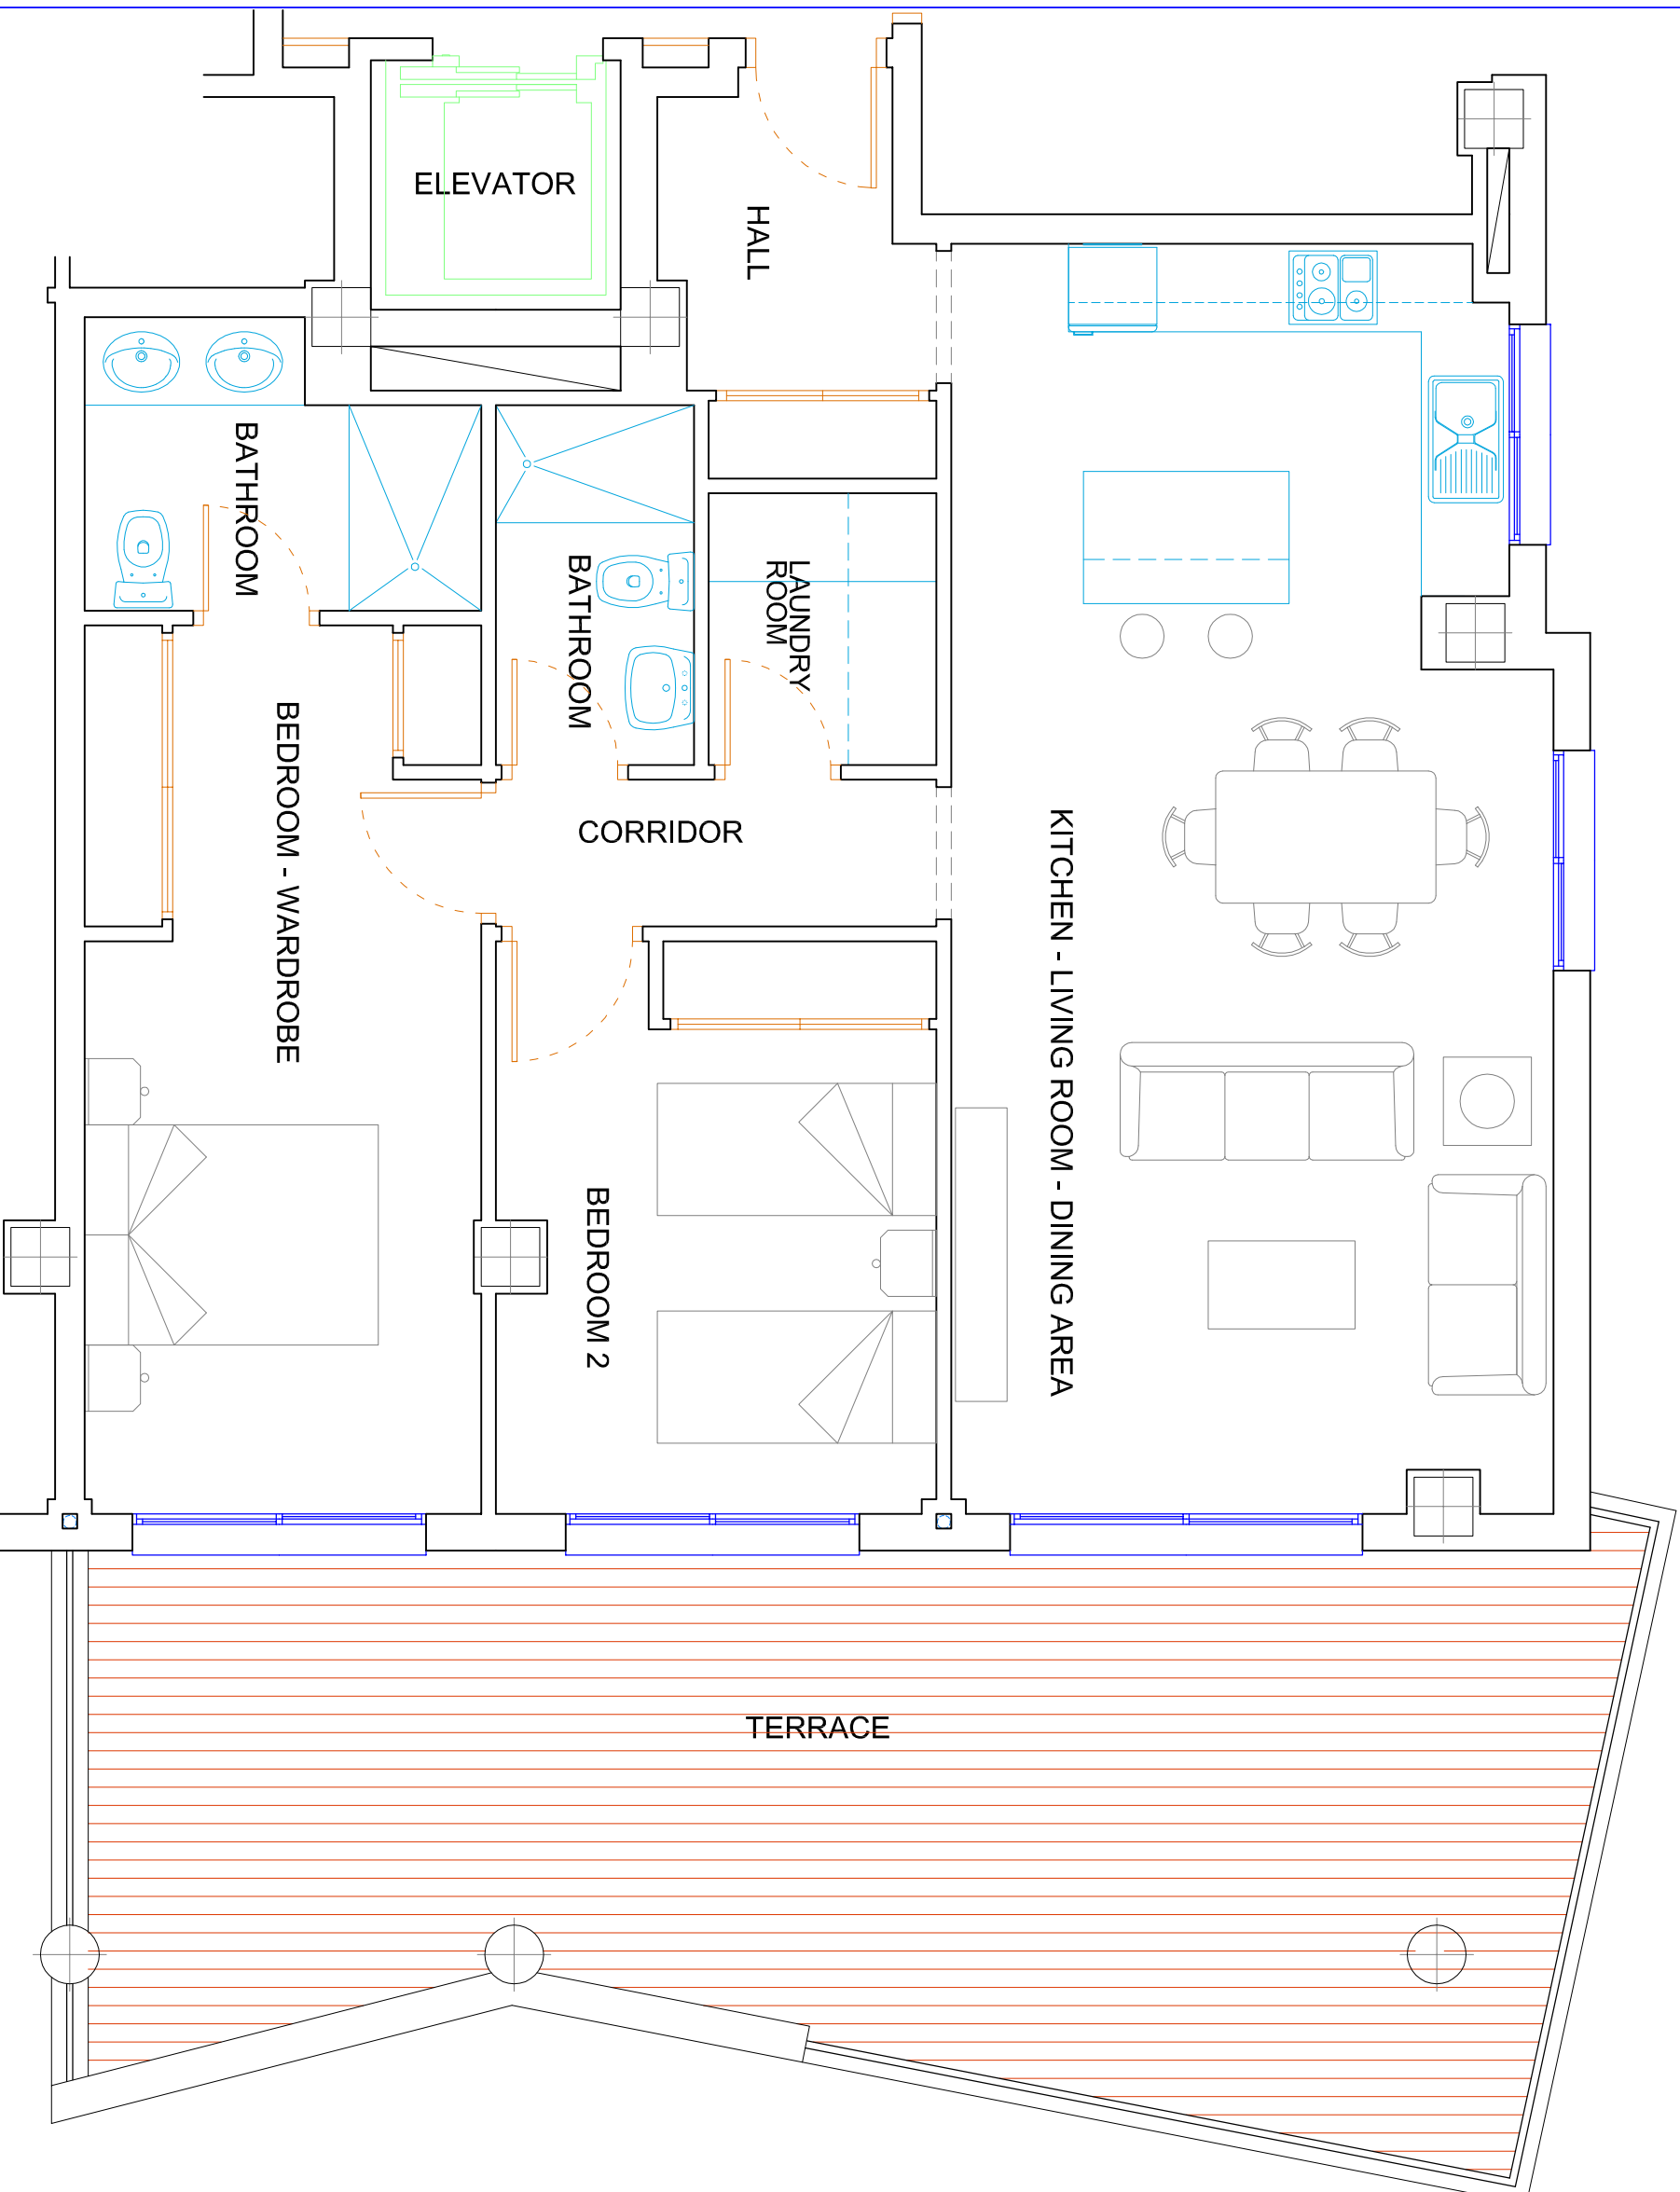 ELEVATOR
HALL
BATHROOM
BATHROOM
LAUNDRY
ROOM
BEDROOM - WARDROBE
CORRIDOR
KITCHEN - LIVING ROOM - DINING AREA
BEDROOM 2
TERRACE